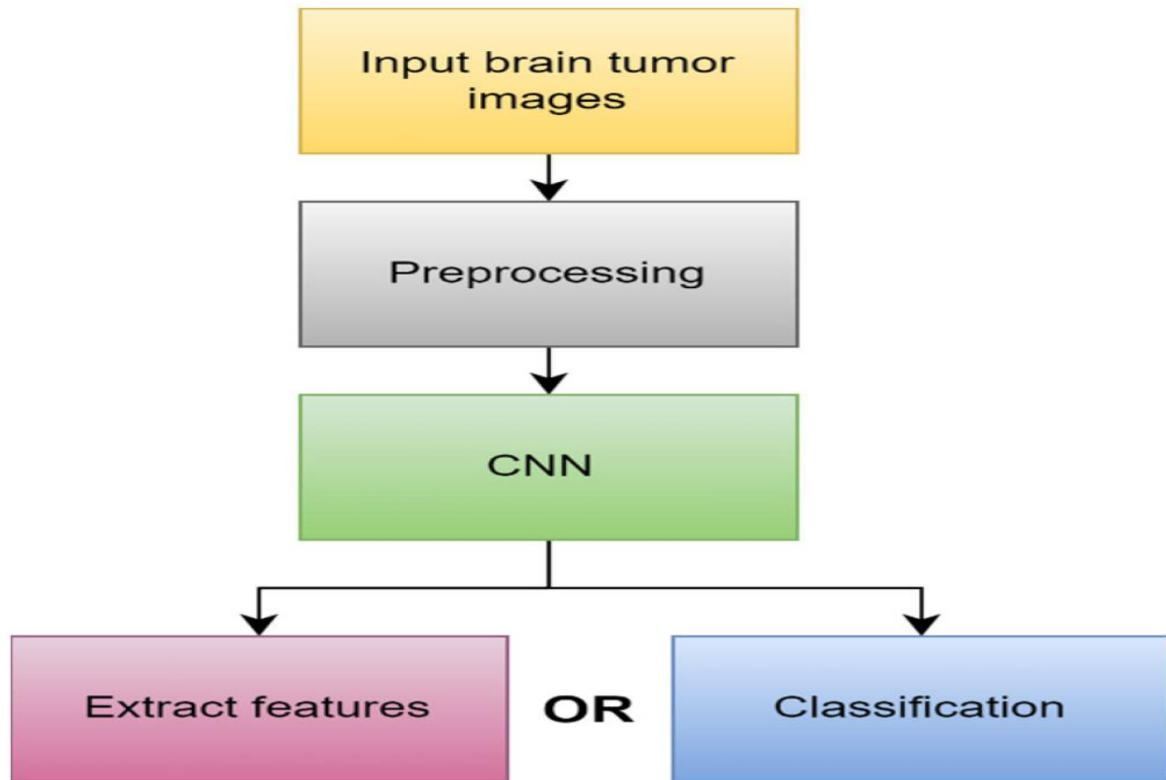 Input brain tumor
images
Preprocessing
CNN
Extract features
OR
Classification